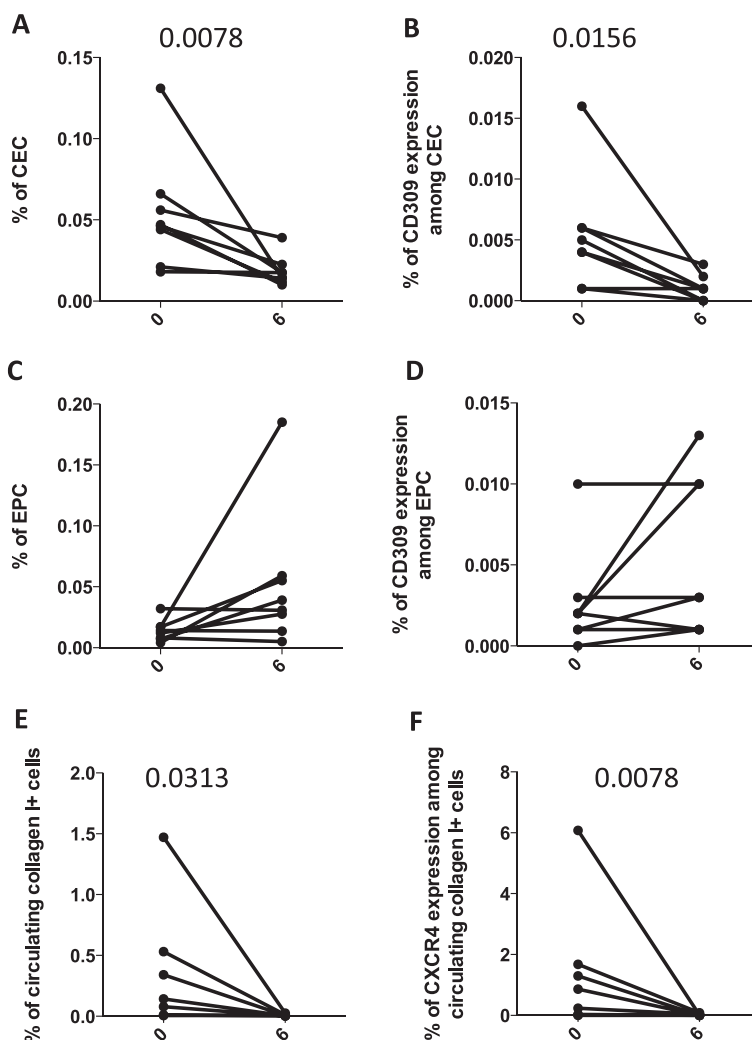 A
0.0078
% of CEC
0.15
0.10
0.05
0.00
0
6
B
0.0156
% of CD309 expression
among CEC
0.020
0.015
0.010
0.005
0.000
0
6
C
% of EPC
0.20
0.15
0.10
0.05
0.00
0
6
D
% of CD309 expression
among EPC
0.015
0.010
0.005
0.000
0
6
E
0.0313
% of circulating collagen I+ cells
2.0
1.5
1.0
0.5
0.0
0
6
F
0.0078
% of CXCR4 expression among
circulating collagen I+ cells
8
6
4
2
0
0
6